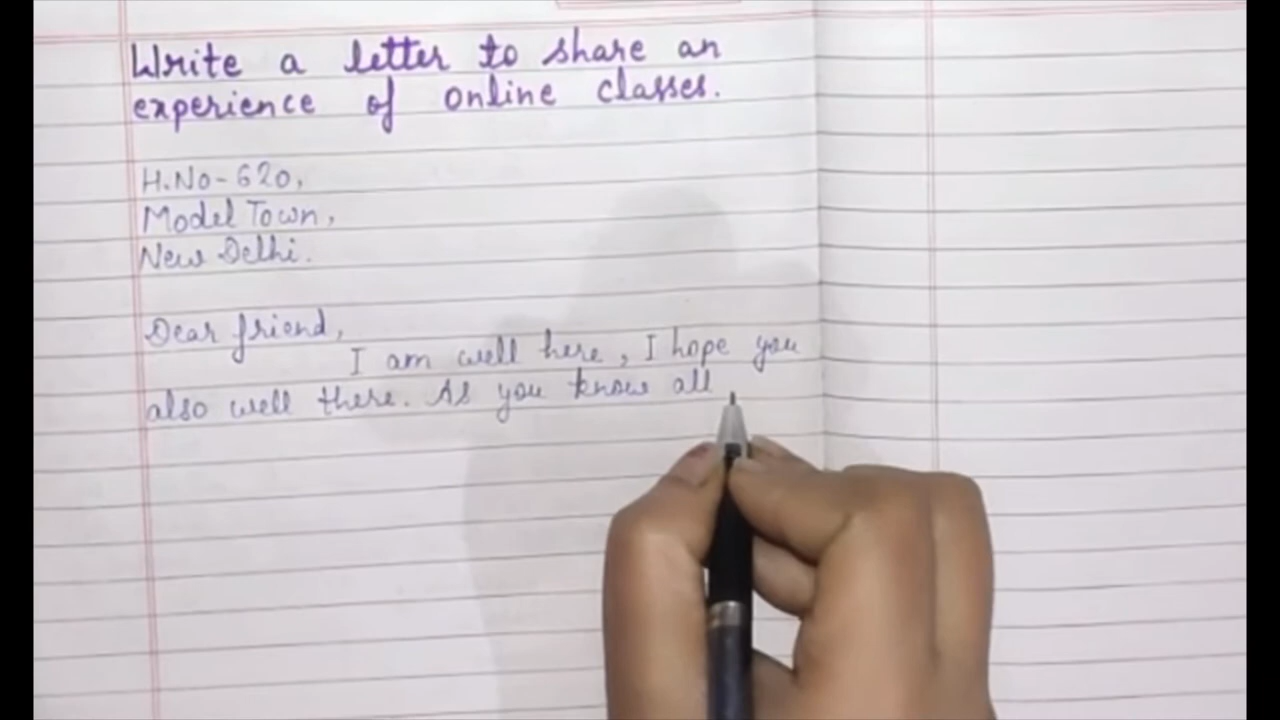 Write a letter to share an
experience of online classes.
H.No-620,
Model Town,
New Delhi.
Dear friend,
I am well here, I hope you
also well there. As you know all